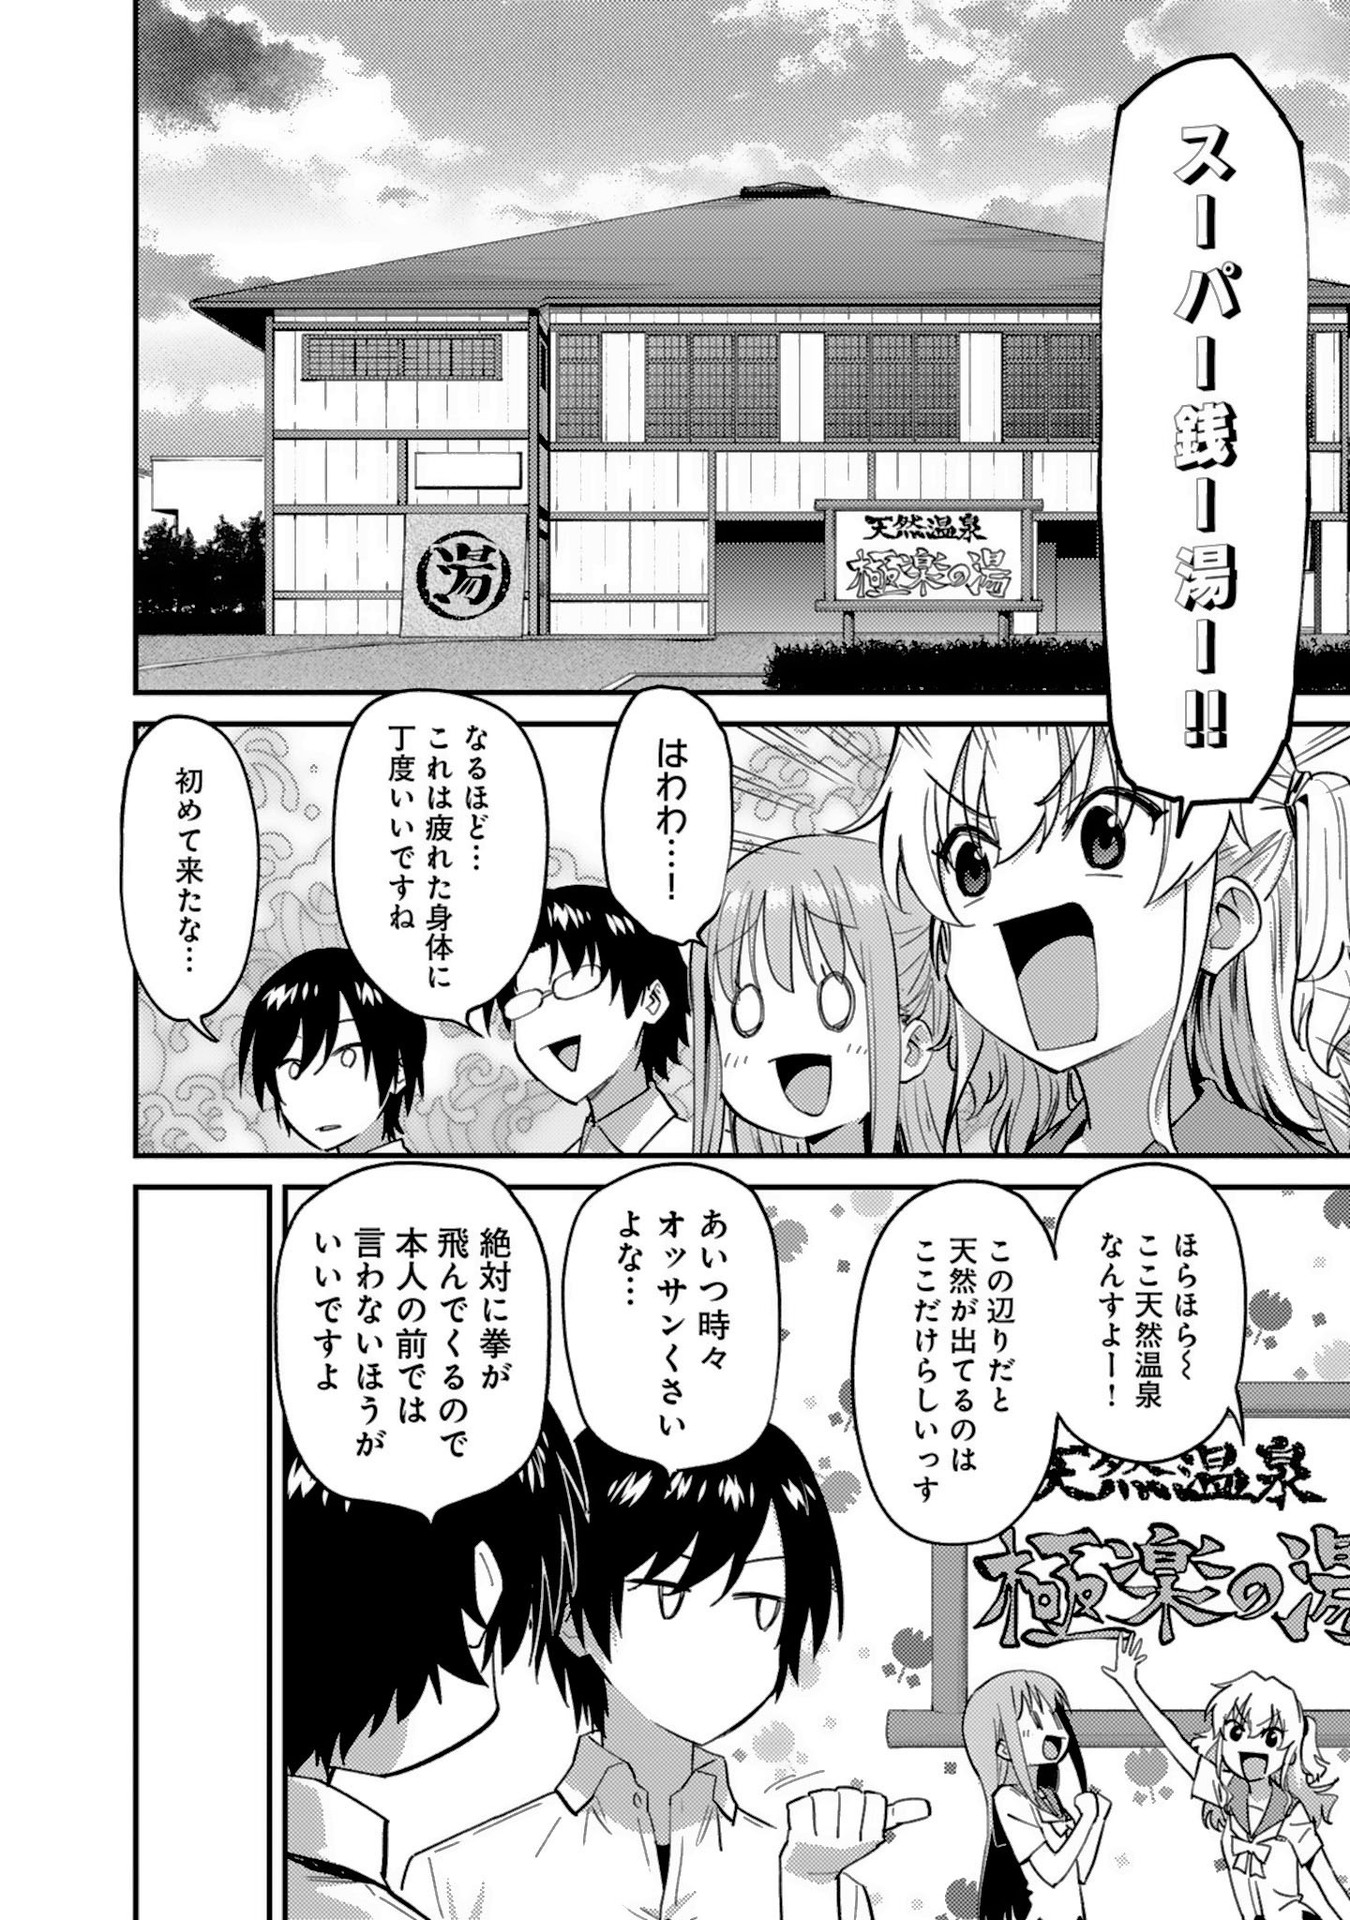 スーパー銭ー湯ー!!
天然温泉
極楽の湯
湯
はわわ…!
なるほど…
これは疲れた身体に
丁度いいですね
初めて来たな…
ほらほら〜
ここ天然温泉
なんすよー!
この辺りだと
天然が出てるのは
ここだけらしいっす
天然温泉
極楽の湯
あいつ時々
オッサンくさい
よな…
絶対に拳が
飛んでくるので
本人の前では
言わないほうが
いいですよ